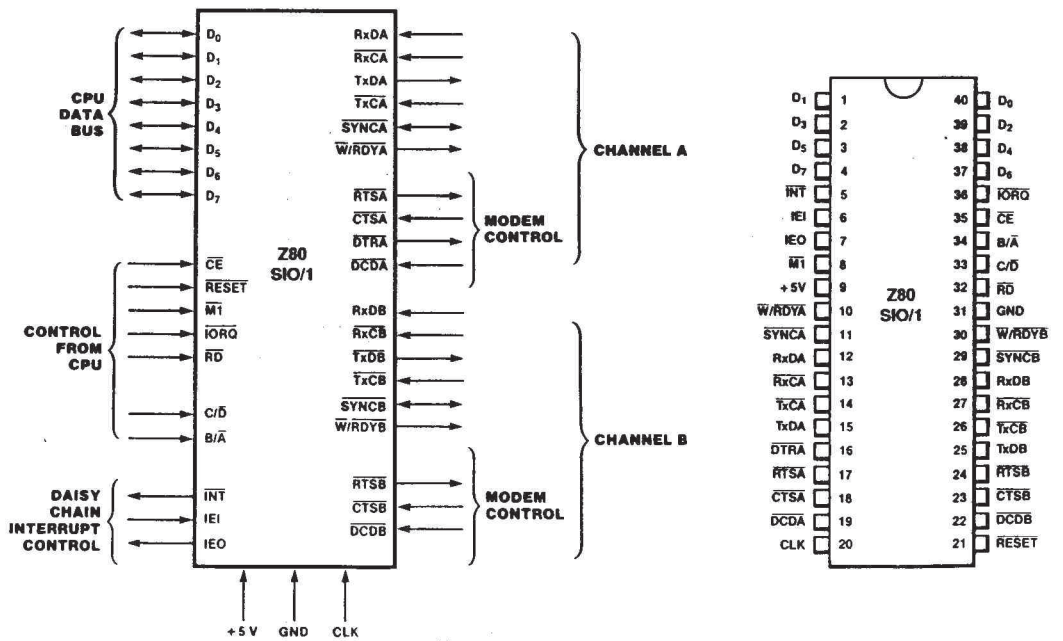 CPU
DATA
BUS
D0
D1
D2
D3
D4
D5
D6
D7
CONTROL
FROM
CPU
CE
RESET
M1
IORQ
RD
C/D
B/A
DAISY
CHAIN
INTERRUPT
CONTROL
INT
IEI
IEO
Z80
SIO/1
RxDA
RxCA
TxDA
TxCA
SYNCA
W/RDYA
RTSA
CTSA
DTRA
DCDA
MODEM
CONTROL
CHANNEL A
RxDB
RxCB
TxDB
TxCB
SYNCB
W/RDYB
RTSB
CTSB
DCDB
MODEM
CONTROL
CHANNEL B
+5 V GND CLK
D1 1 40 D0
D3 2 39 D2
D5 3 38 D4
D7 4 37 D6
INT 5 36 IORQ
IEI 6 35 CE
IEO 7 34 B/A
M1 8 33 C/D
+5V 9 32 RD
W/RDYA 10 31 GND
SYNCA 11 30 W/RDYB
RxDA 12 29 SYNCB
RxCA 13 28 RxDB
TxCA 14 27 RxCB
TxDA 15 26 TxCB
DTRA 16 25 TxDB
RTSA 17 24 RTSB
CTSA 18 23 CTSB
DCDA 19 22 DCDB
CLK 20 21 RESET
Z80
SIO/1